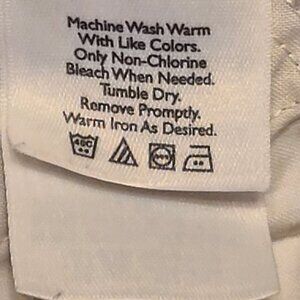 Machine Wash Warm
With Like Colors.
Only Non-Chlorine
Bleach When Needed.
Tumble Dry.
Remove Promptly.
Warm Iron As Desired.
40C